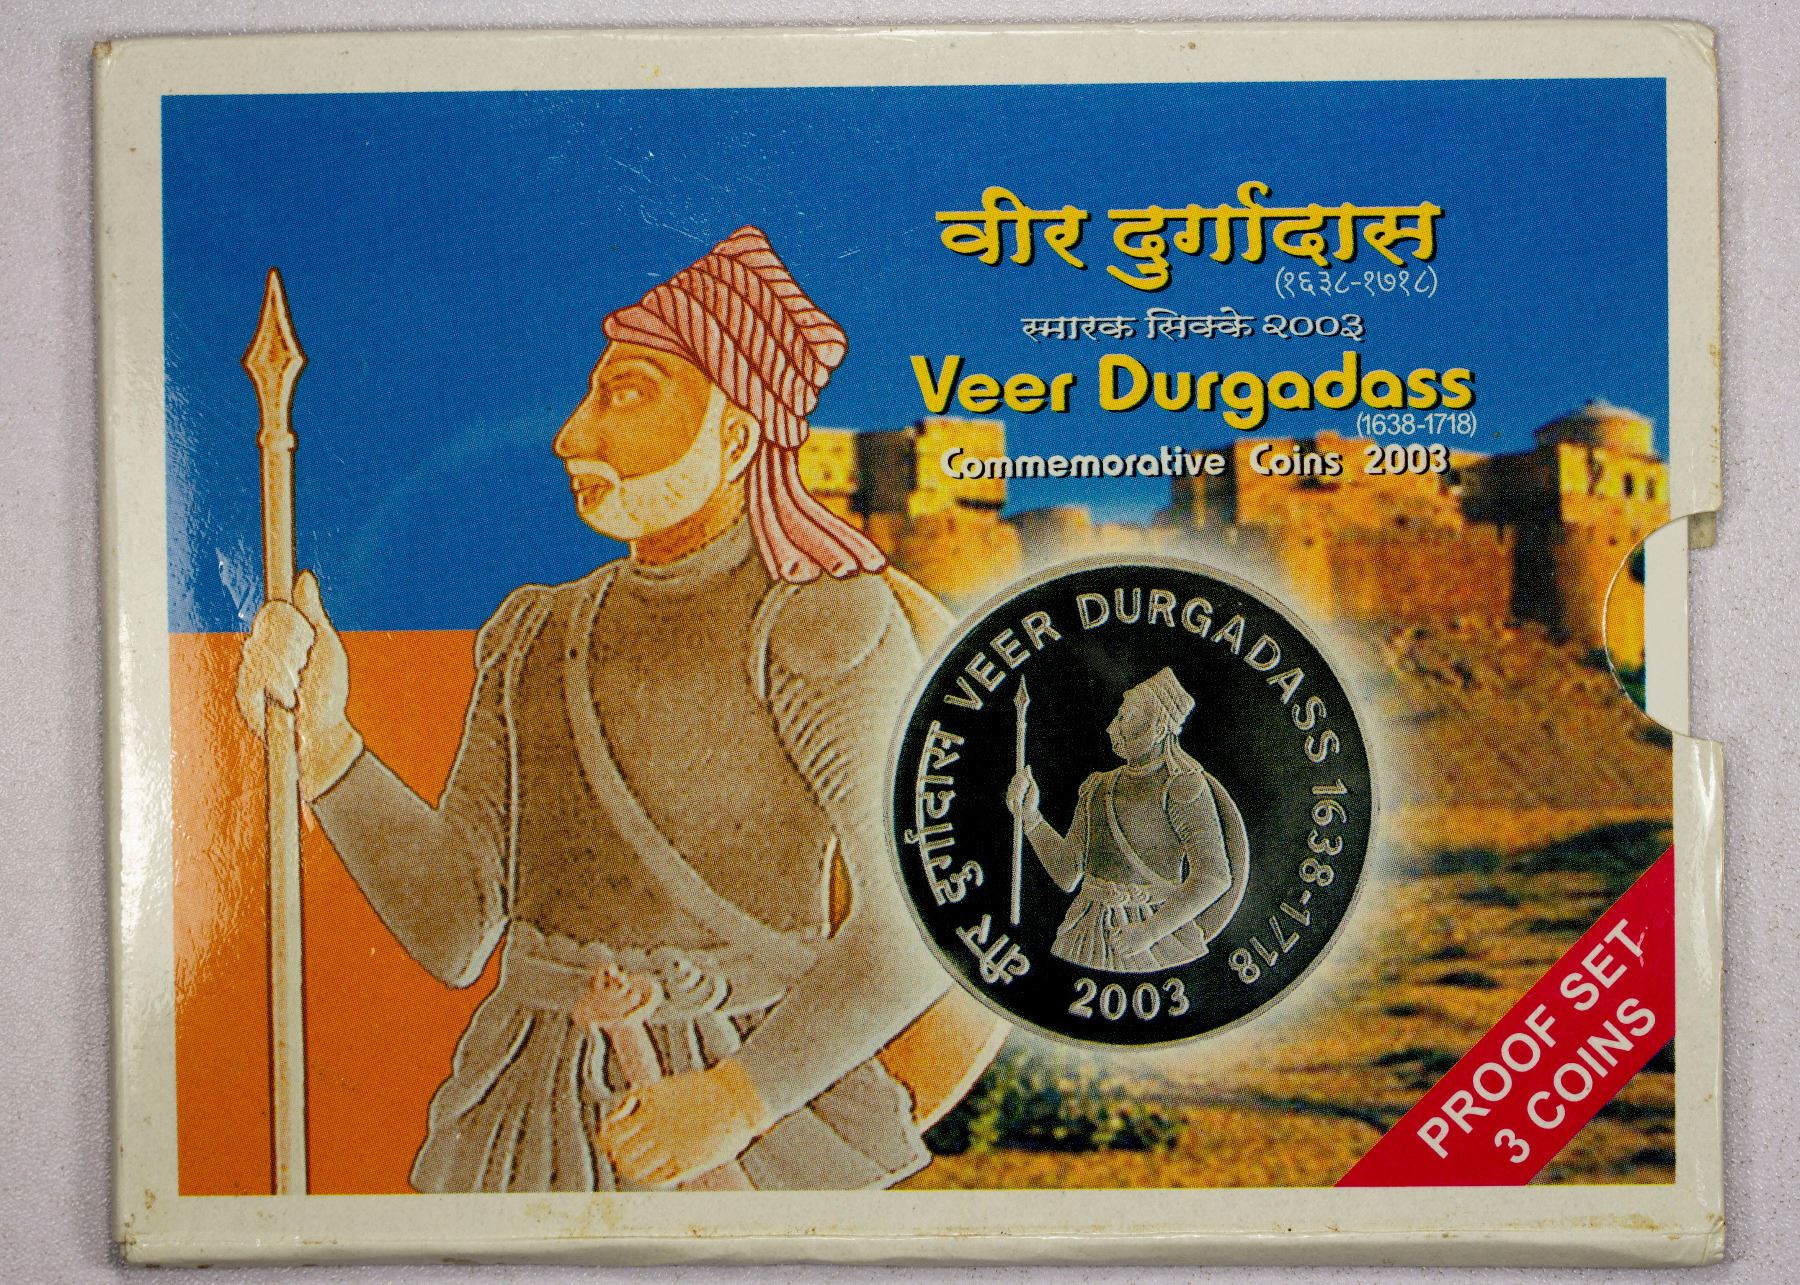 वीर दुर्गादास
(१६३८-१७१८)
स्मारक सिक्के २००३
Veer Durgadass
(1638-1718)
Commemorative Coins 2003
वीर दुर्गादास VEER DURGADASS 1638-1718
2003
PROOF SET
3 COINS